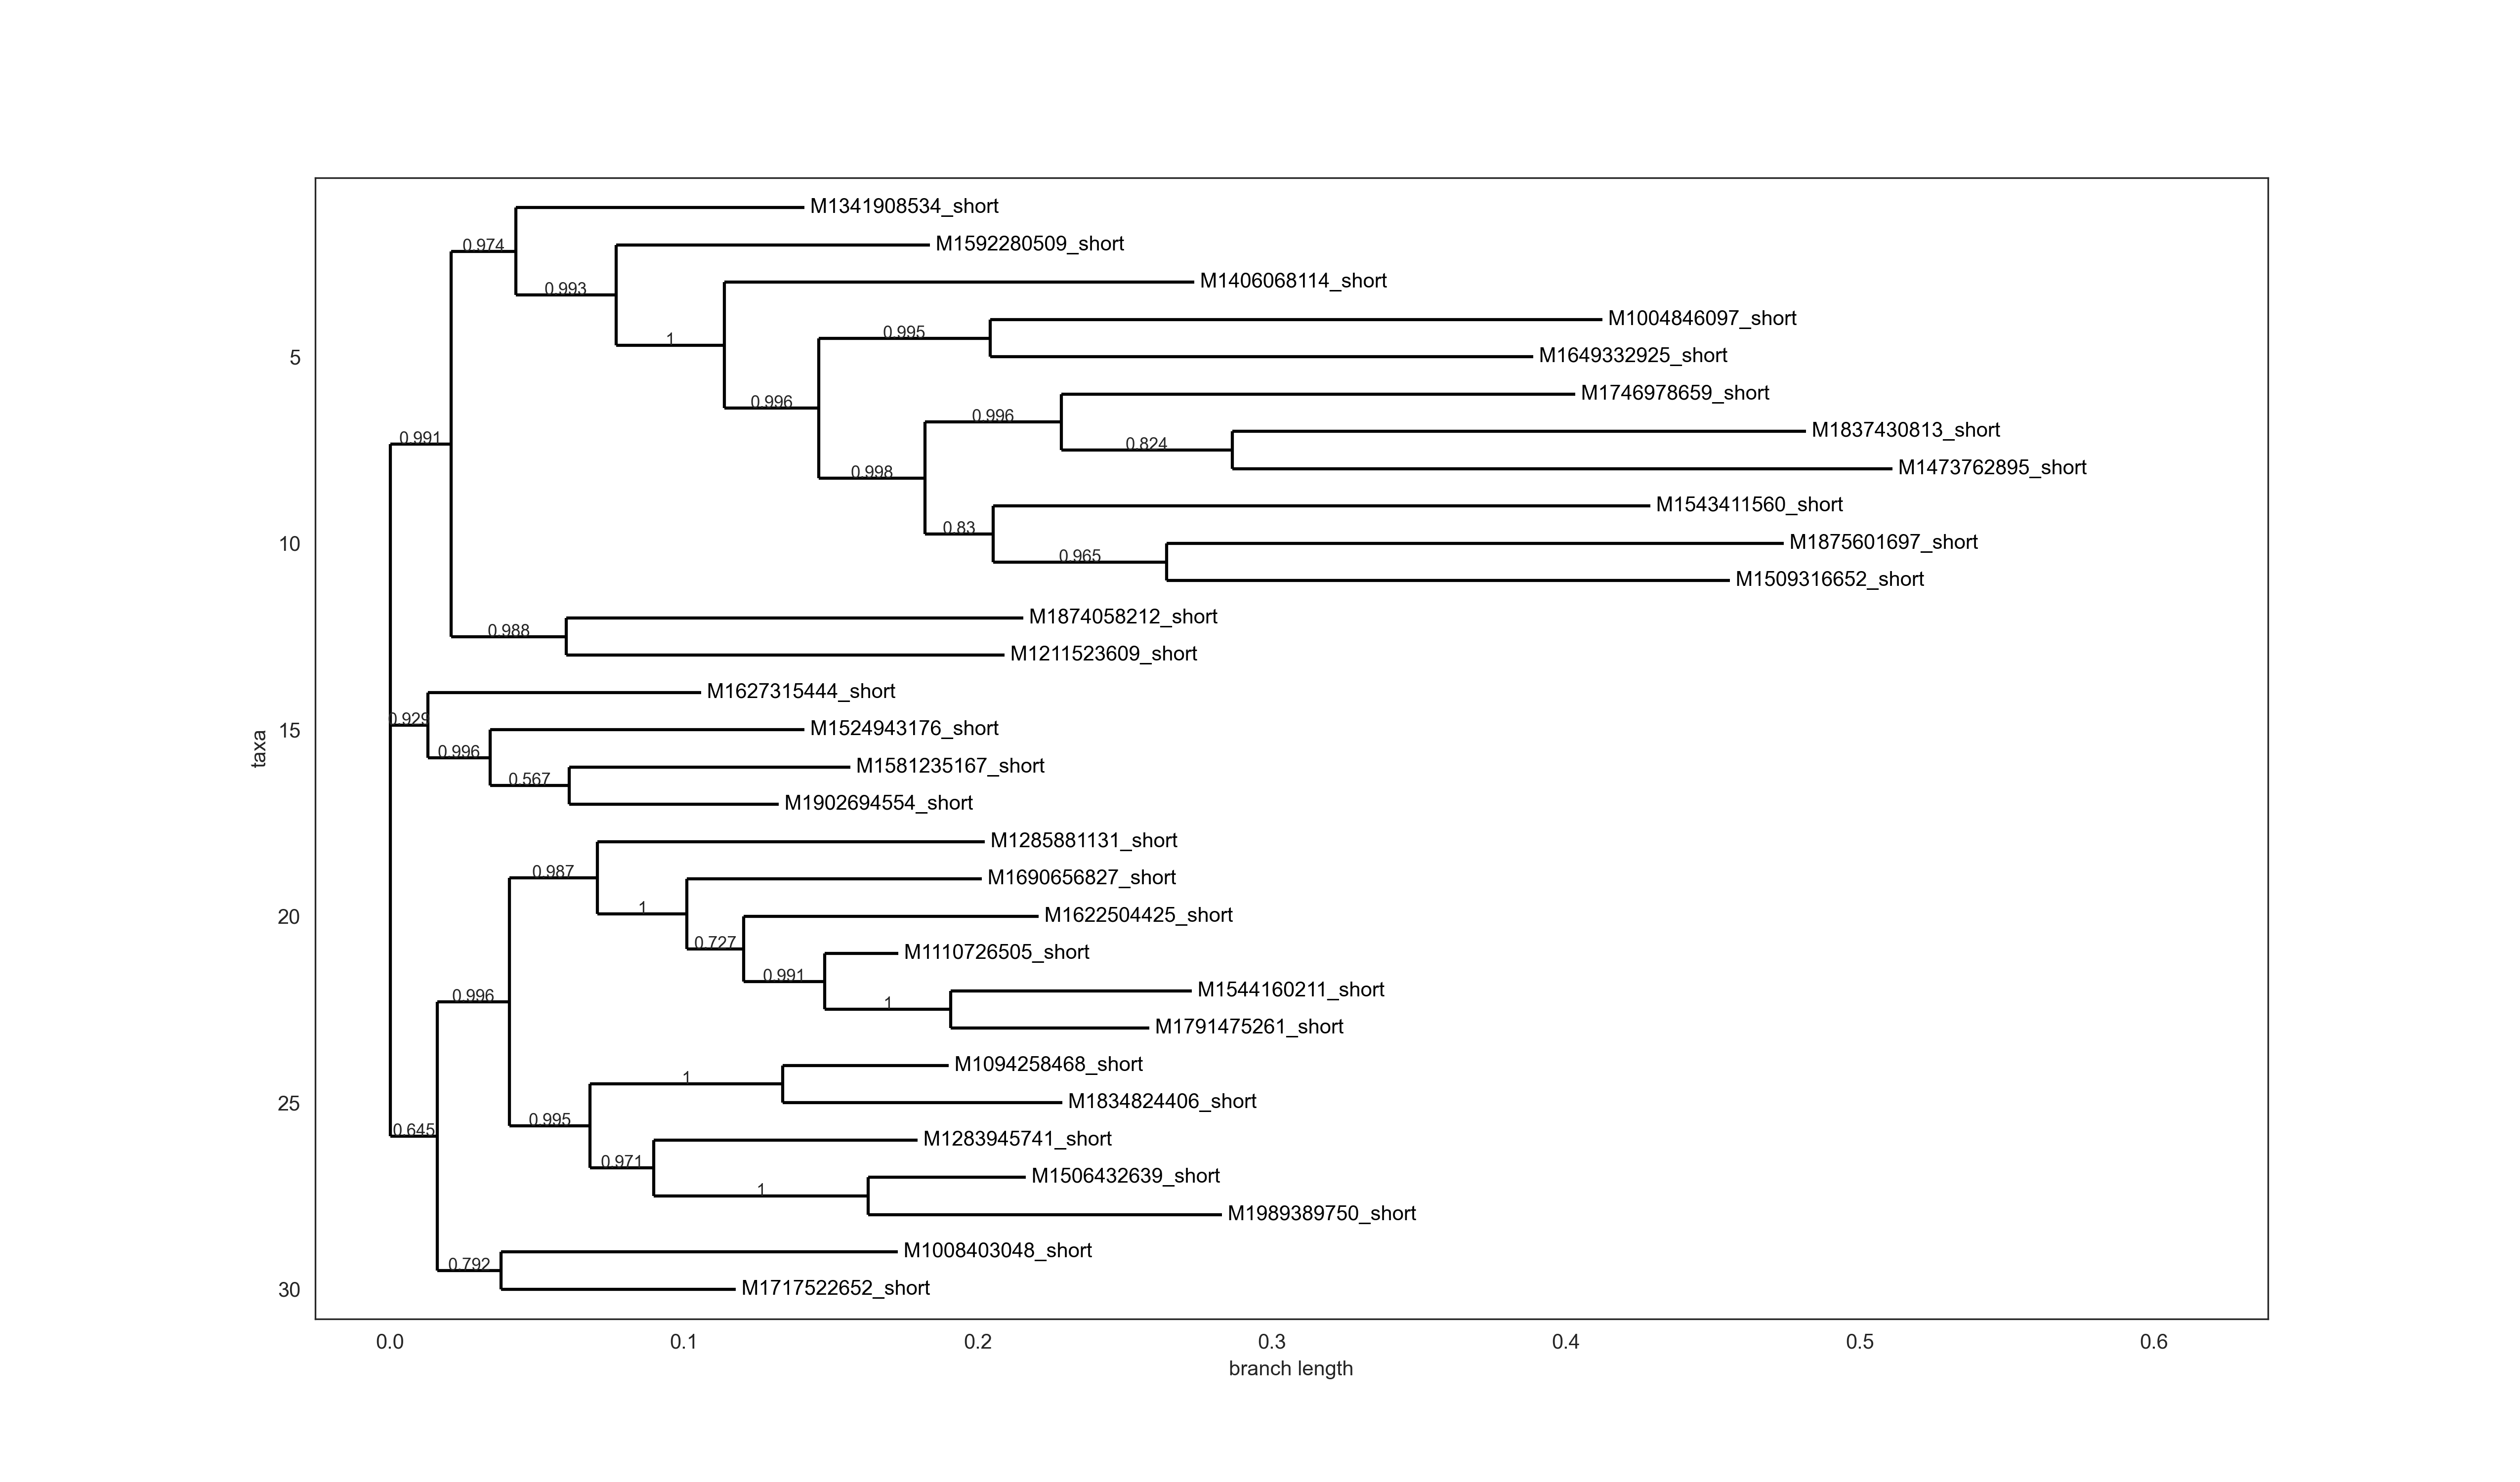 M1341908534_short
0.974
M1592280509_short
0.993
M1406068114_short
M1004846097_short
0.995
1
5
M1649332925_short
M1746978659_short
0.996
0.996
M1837430813_short
0.991
0.824
M1473762895_short
0.998
M1543411560_short
0.83
10
M1875601697_short
0.965
M1509316652_short
M1874058212_short
0.988
M1211523609_short
M1627315444_short
0.929
15
M1524943176_short
taxa
0.996
M1581235167_short
0.567
M1902694554_short
M1285881131_short
0.987
M1690656827_short
1
20
M1622504425_short
0.727
M1110726505_short
0.991
M1544160211_short
0.996
1
M1791475261_short
M1094258468_short
1
25
M1834824406_short
0.995
0.645
M1283945741_short
0.971
M1506432639_short
1
M1989389750_short
M1008403048_short
0.792
30
M1717522652_short
0.0 0.1 0.2 0.3 0.4 0.5 0.6
branch length